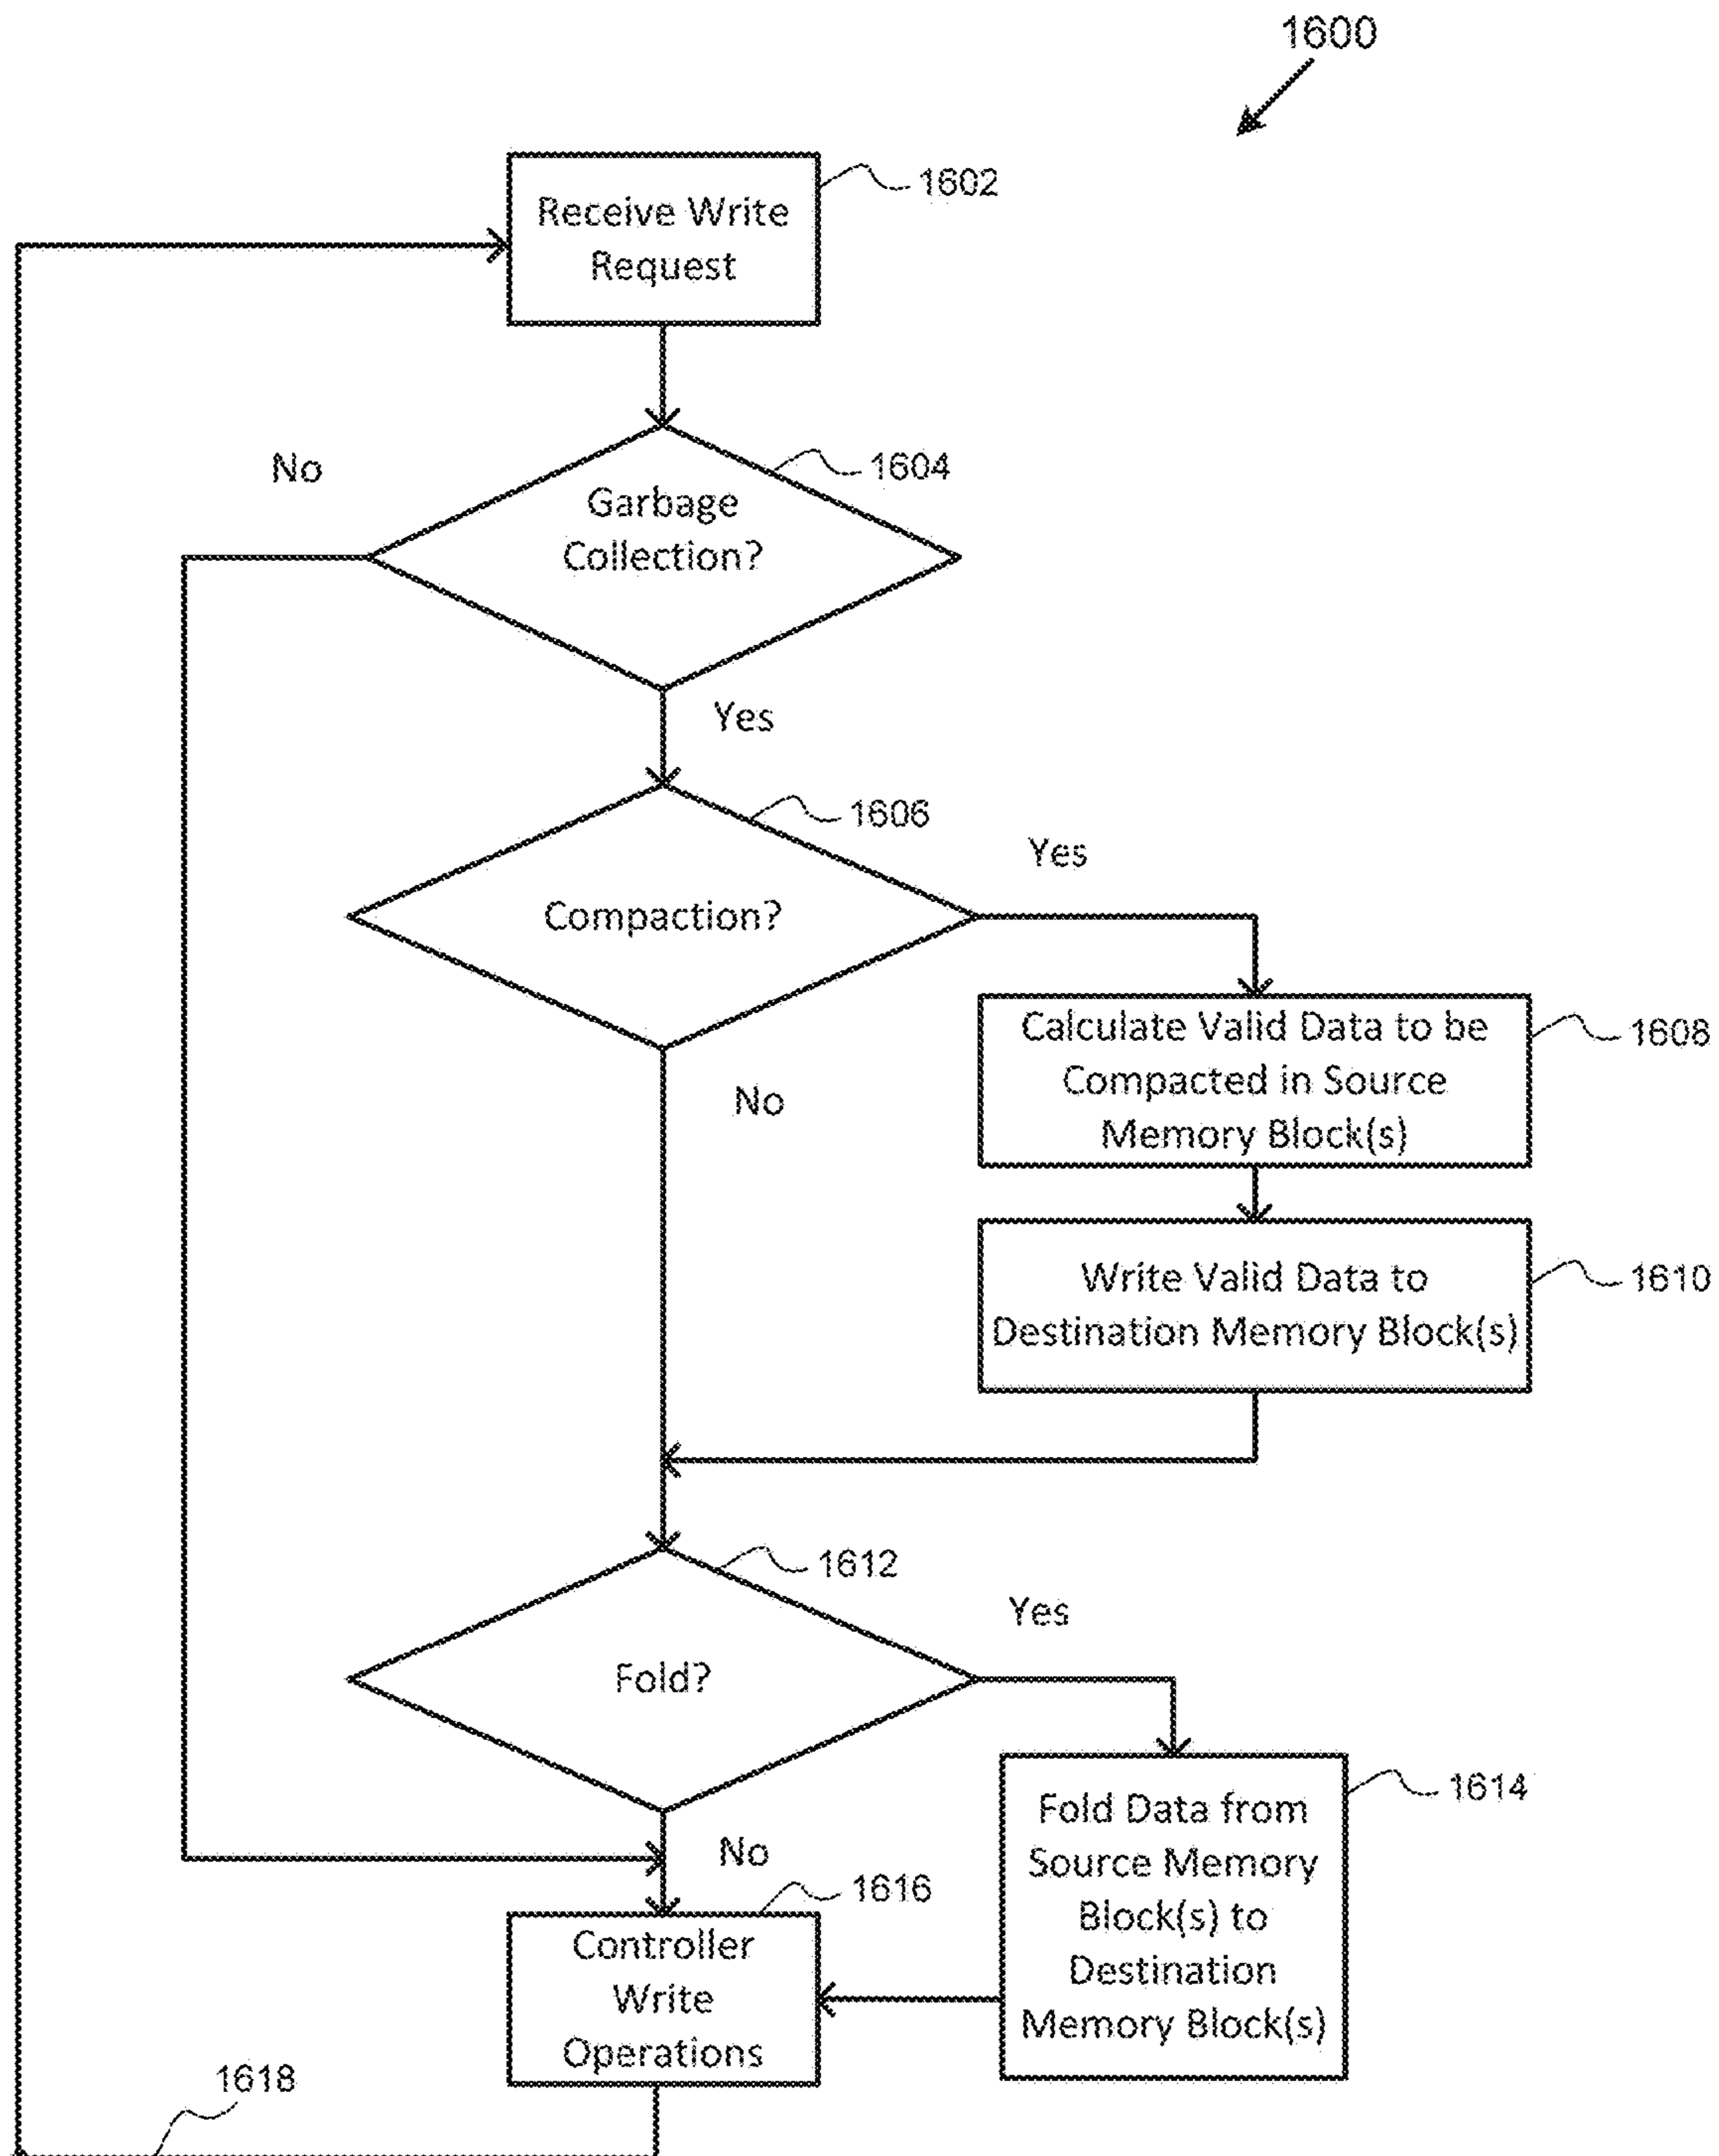 1600
Receive Write
Request
1602
No
Garbage
Collection?
1604
Yes
Compaction?
1606
Yes
No
Calculate Valid Data to be
Compacted in Source
Memory Block(s)
1608
Write Valid Data to
Destination Memory Block(s)
1610
Fold?
1612
Yes
No
Fold Data from
Source Memory
Block(s) to
Destination
Memory Block(s)
1614
Controller
Write
Operations
1616
1618